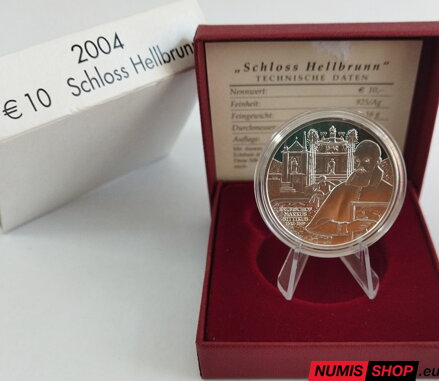 2004
€ 10 Schloss Hellbrunn
„Schloss Hellbrunn"
TECHNISCHE DATEN
Nennwert: € 10,–
Feinheit: 925/Ag
Feingewicht: 16 g
Durchmesser
Auflage:
ERZBISCHOF
MARKUS
SITTIKUS
NUMIS SHOP.eu